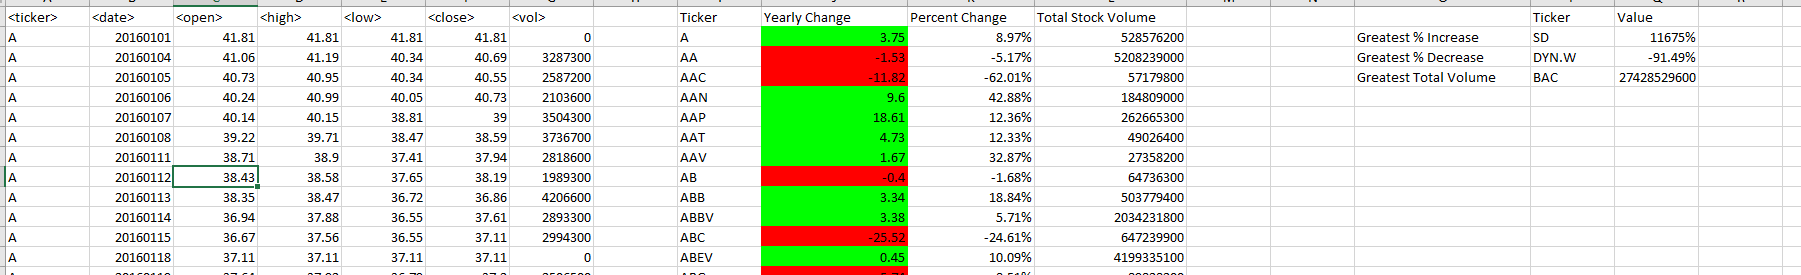 <ticker> <date> <open> <high> <low> <close> <vol> Ticker Yearly Change Percent Change Total Stock Volume Ticker Value
A 20160101 41.81 41.81 41.81 41.81 0 A 3.75 8.97% 528576200 Greatest % Increase SD 11675%
A 20160104 41.06 41.19 40.34 40.69 3287300 AA -1.53 -5.17% 5208239000 Greatest % Decrease DYN.W -91.49%
A 20160105 40.73 40.95 40.34 40.55 2587200 AAC -11.82 -62.01% 57179800 Greatest Total Volume BAC 27428529600
A 20160106 40.24 40.99 40.05 40.73 2103600 AAN 9.6 42.88% 184809000
A 20160107 40.14 40.15 38.81 39 3504300 AAP 18.61 12.36% 262665300
A 20160108 39.22 39.71 38.47 38.59 3736700 AAT 4.73 12.33% 49026400
A 20160111 38.71 38.9 37.41 37.94 2818600 AAV 1.67 32.87% 27358200
A 20160112 38.43 38.58 37.65 38.19 1989300 AB -0.4 -1.68% 64736300
A 20160113 38.35 38.47 36.72 36.86 4206600 ABB 3.34 18.84% 503779400
A 20160114 36.94 37.88 36.55 37.61 2893300 ABBV 3.38 5.71% 2034231800
A 20160115 36.67 37.56 36.55 37.11 2994300 ABC -25.52 -24.61% 647239900
A 20160118 37.11 37.11 37.11 37.11 0 ABEV 0.45 10.09% 4199335100